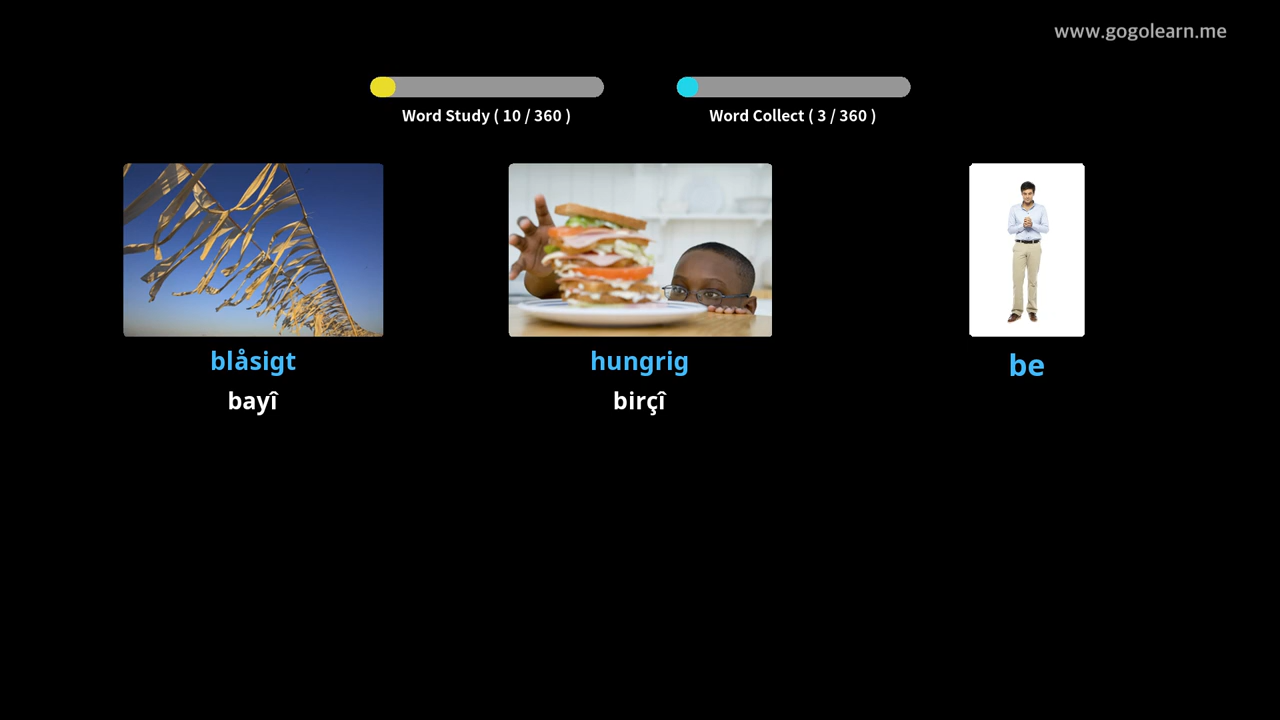 www.gogolearn.me
Word Study ( 10 / 360 )
Word Collect ( 3 / 360 )
blåsigt
bayî
hungrig
birçî
be